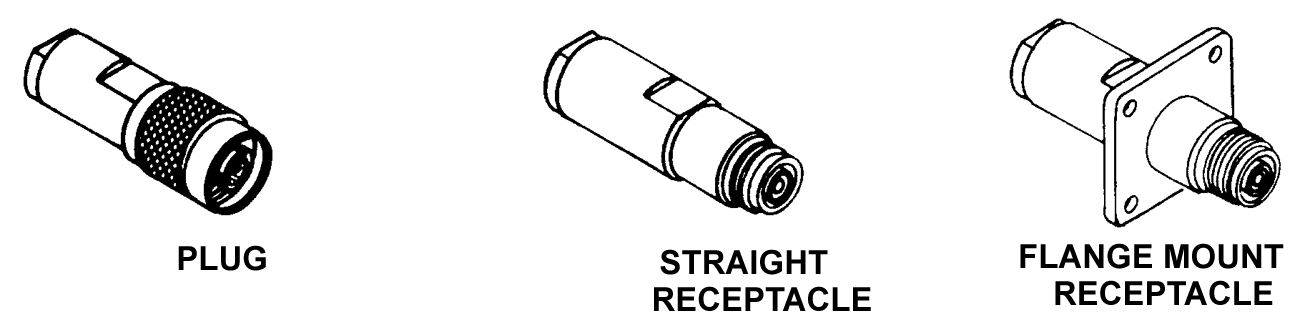 PLUG
STRAIGHT
RECEPTACLE
FLANGE MOUNT
RECEPTACLE